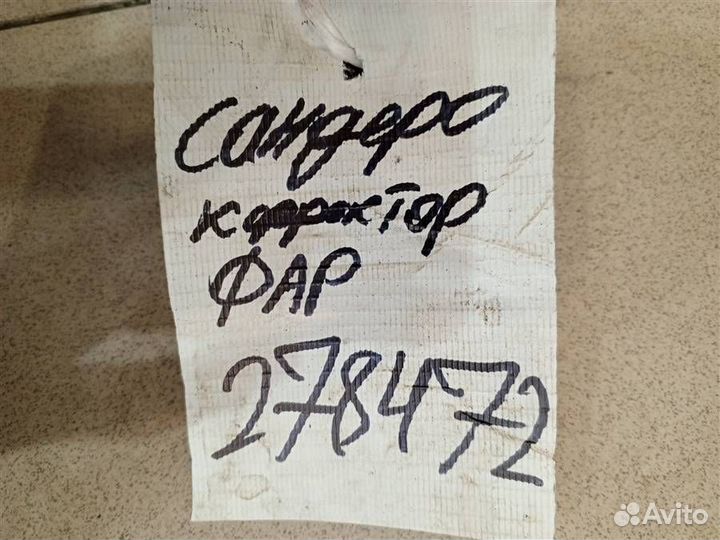 Сандеро
корректор
ФАР
278472
Avito